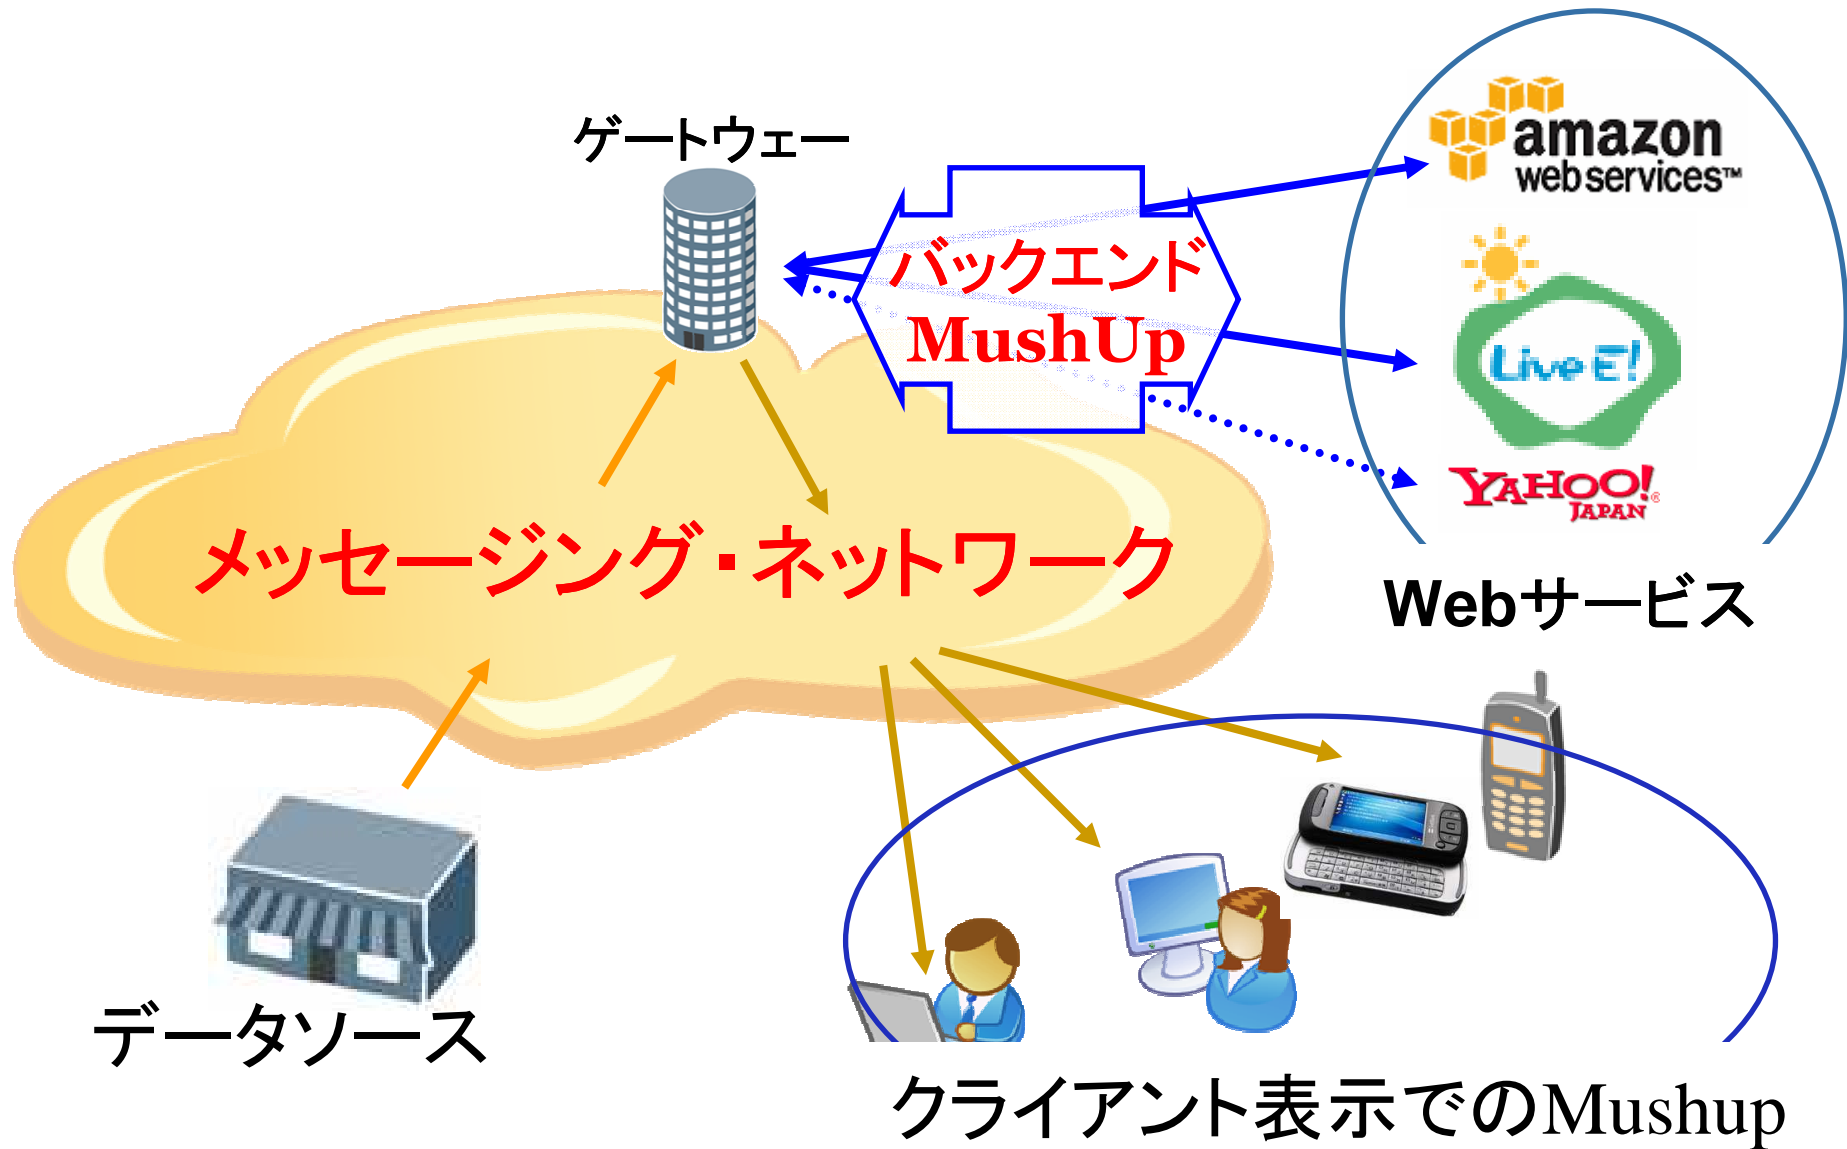 ゲートウェー
amazon
web services™
バックエンド
MushUp
Live E!
YAHOO!®
JAPAN
メッセージング・ネットワーク
Webサービス
データソース
クライアント表示でのMushup